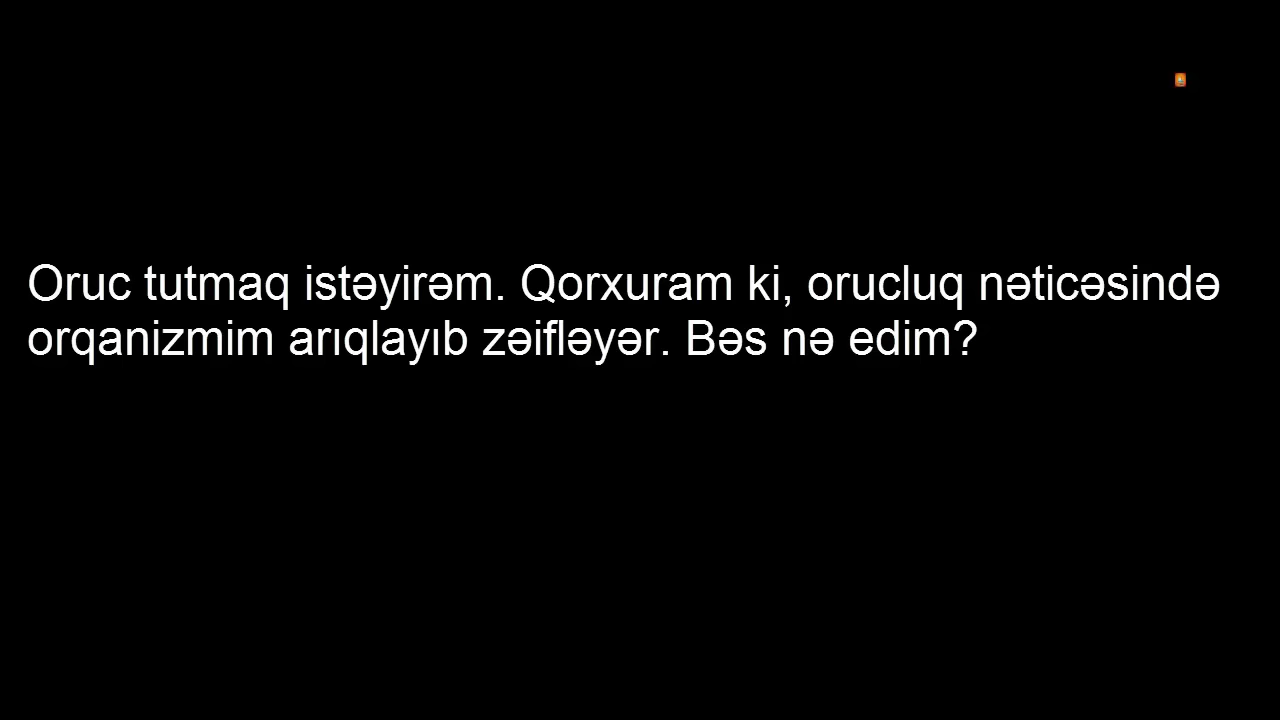 Oruc tutmaq istəyirəm. Qorxuram ki, orucluq nəticəsində
orqanizmim arıqlayıb zəifləyər. Bəs nə edim?